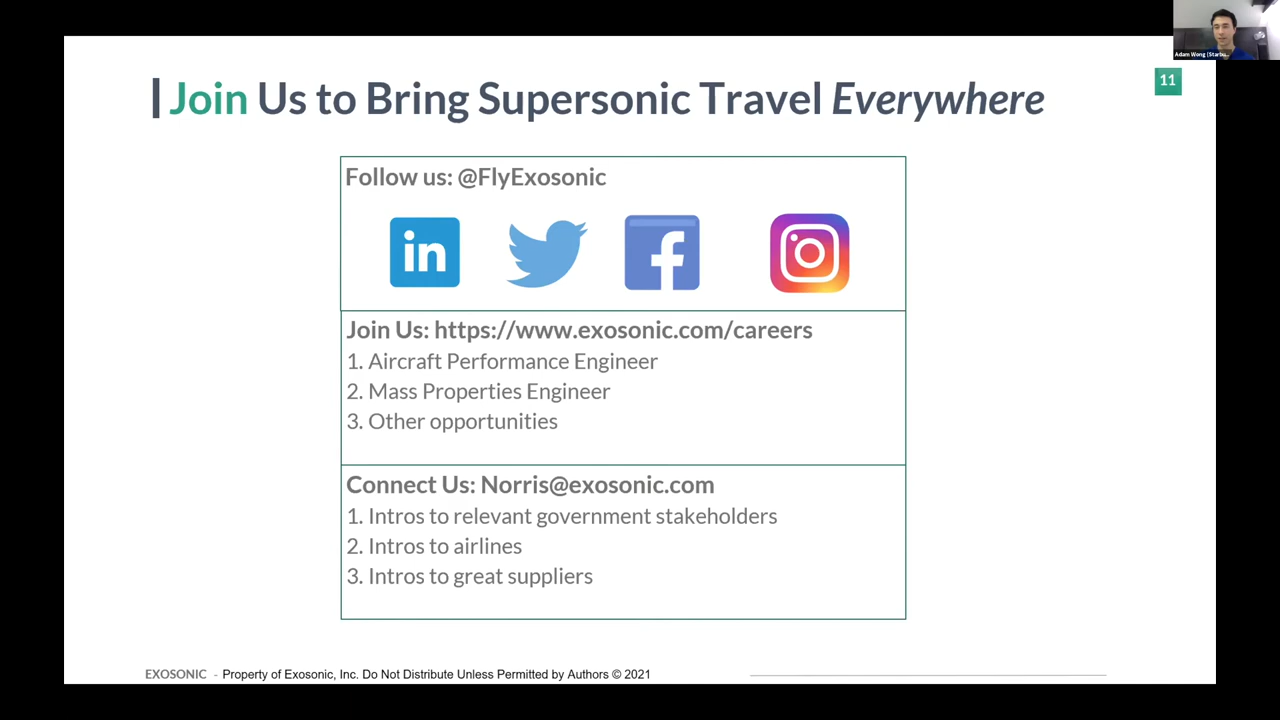 Join Us to Bring Supersonic Travel Everywhere
11
Follow us: @FlyExosonic
in
f
Join Us: https://www.exosonic.com/careers
1. Aircraft Performance Engineer
2. Mass Properties Engineer
3. Other opportunities
Connect Us: Norris@exosonic.com
1. Intros to relevant government stakeholders
2. Intros to airlines
3. Intros to great suppliers
EXOSONIC - Property of Exosonic, Inc. Do Not Distribute Unless Permitted by Authors © 2021
Adam Wong (Starbu...